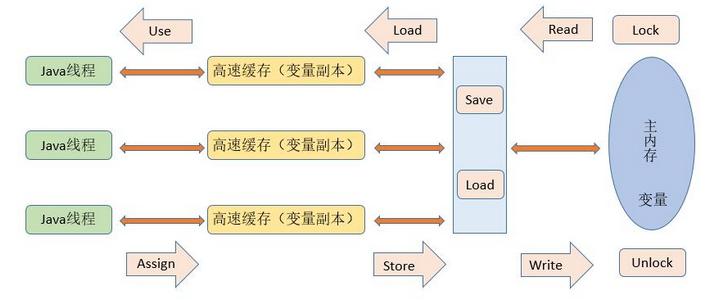 Use
Load
Read
Lock
Java线程
高速缓存（变量副本）
Save
Java线程
高速缓存（变量副本）
主内存
变量
Load
Java线程
高速缓存（变量副本）
Assign
Store
Write
Unlock